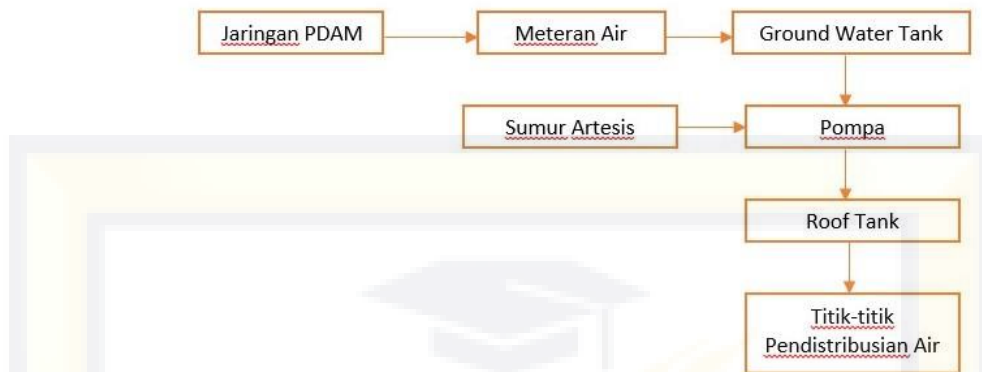 Jaringan PDAM
Meteran Air
Ground Water Tank
Sumur Artesis
Pompa
Roof Tank
Titik-titik
Pendistribusian Air